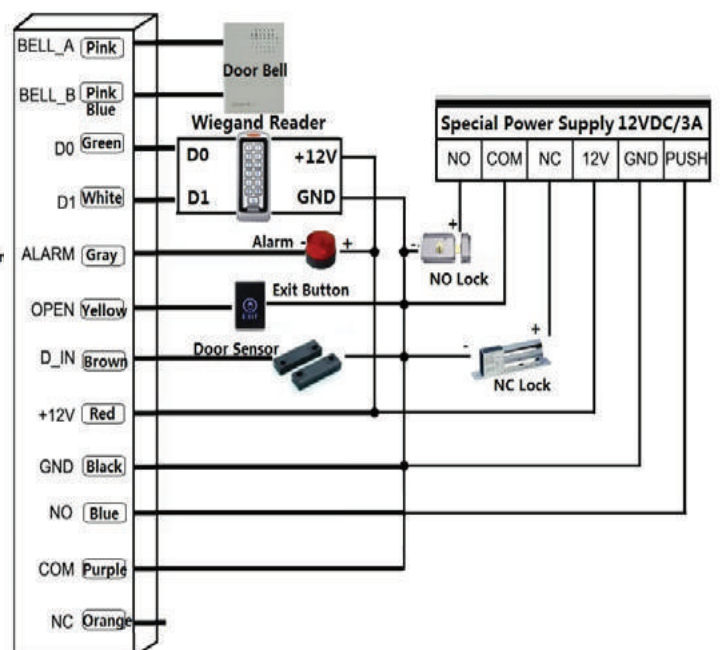 BELL_A Pink
Door Bell
BELL_B Pink
Blue
Wiegand Reader
D0 Green
D0 +12V
D1 White
D1 GND
Special Power Supply 12VDC/3A
NO COM NC 12V GND PUSH
r ALARM Gray
Alarm - +
+
-
NO Lock
OPEN Yellow
EXIT
Exit Button
D_IN Brown
Door Sensor
- +
NC Lock
+12V Red
GND Black
NO Blue
COM Purple
NC Orange